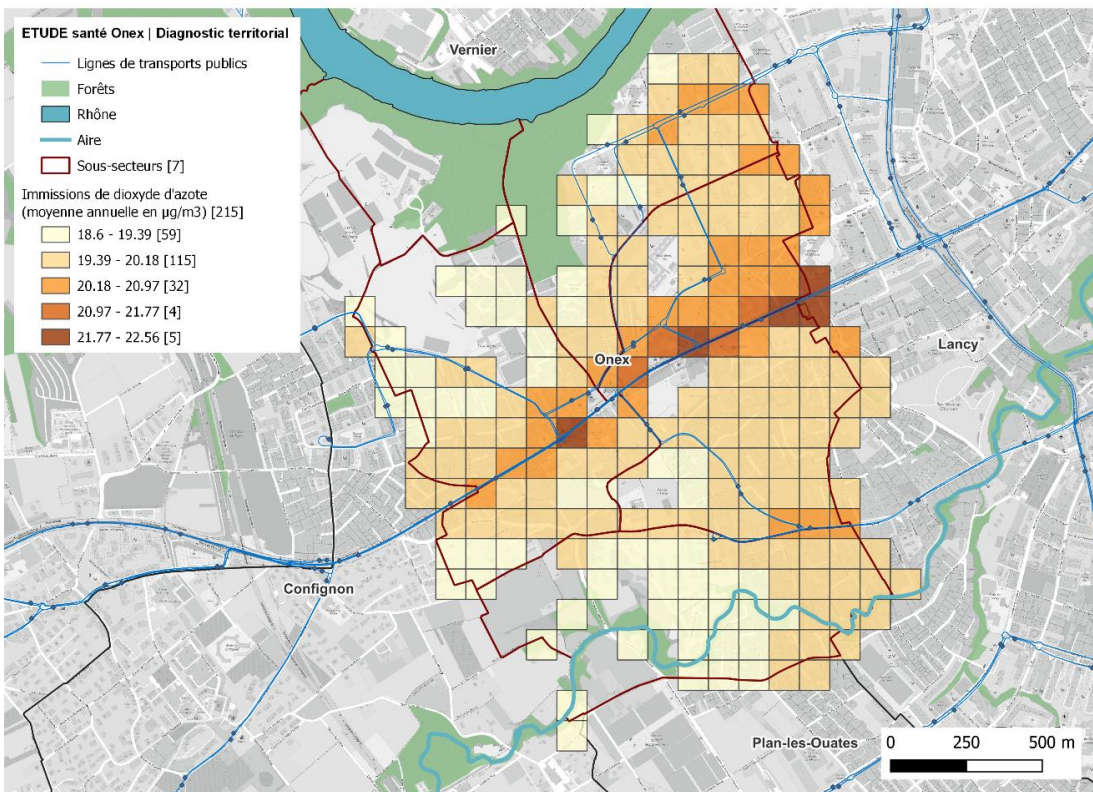 ETUDE santé Onex | Diagnostic territorial
Lignes de transports publics
Forêts
Rhône
Aire
Sous-secteurs [7]
Immissions de dioxyde d'azote
(moyenne annuelle en µg/m3) [215]
18.6 - 19.39 [59]
19.39 - 20.18 [115]
20.18 - 20.97 [32]
20.97 - 21.77 [4]
21.77 - 22.56 [5]
Vernier
Onex
Lancy
Confignon
Plan-les-Ouates
0 250 500 m